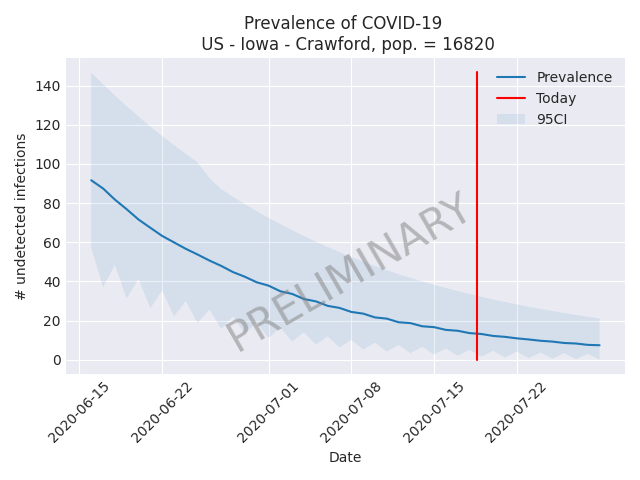 Prevalence of COVID-19
US - Iowa - Crawford, pop. = 16820
Prevalence
Today
95CI
PRELIMINARY
# undetected infections
140
120
100
80
60
40
20
0
2020-06-15
2020-06-22
2020-07-01
2020-07-08
2020-07-15
2020-07-22
Date